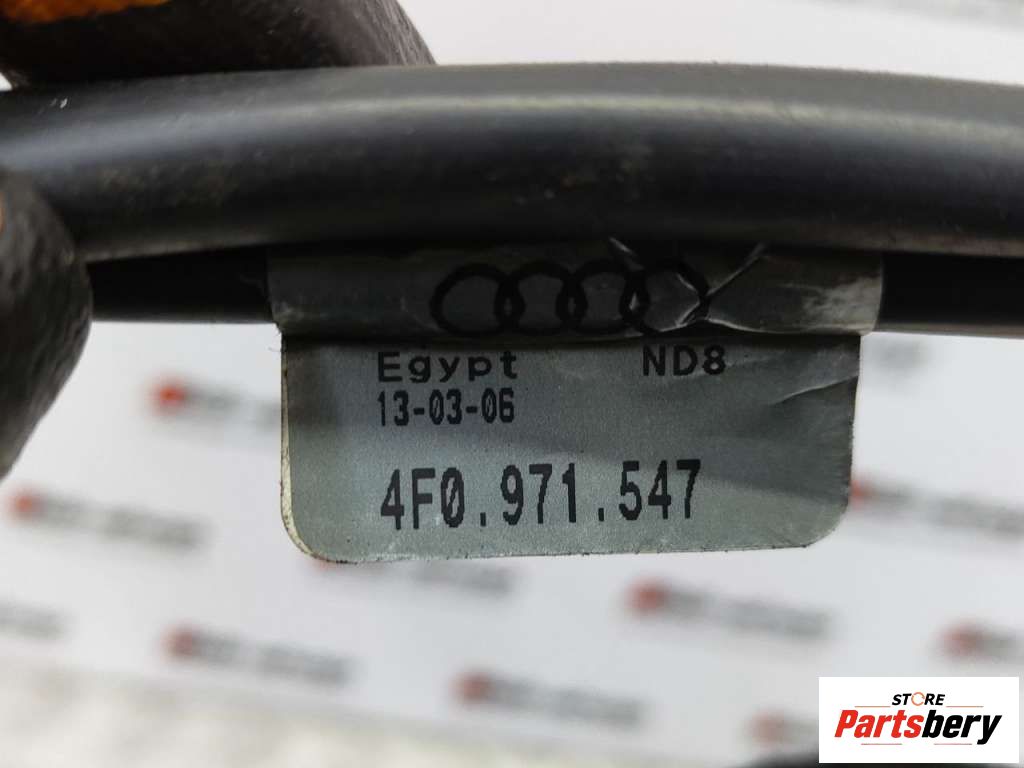 Egypt ND8
13-03-06
4F0.971.547
STORE
Partsbery